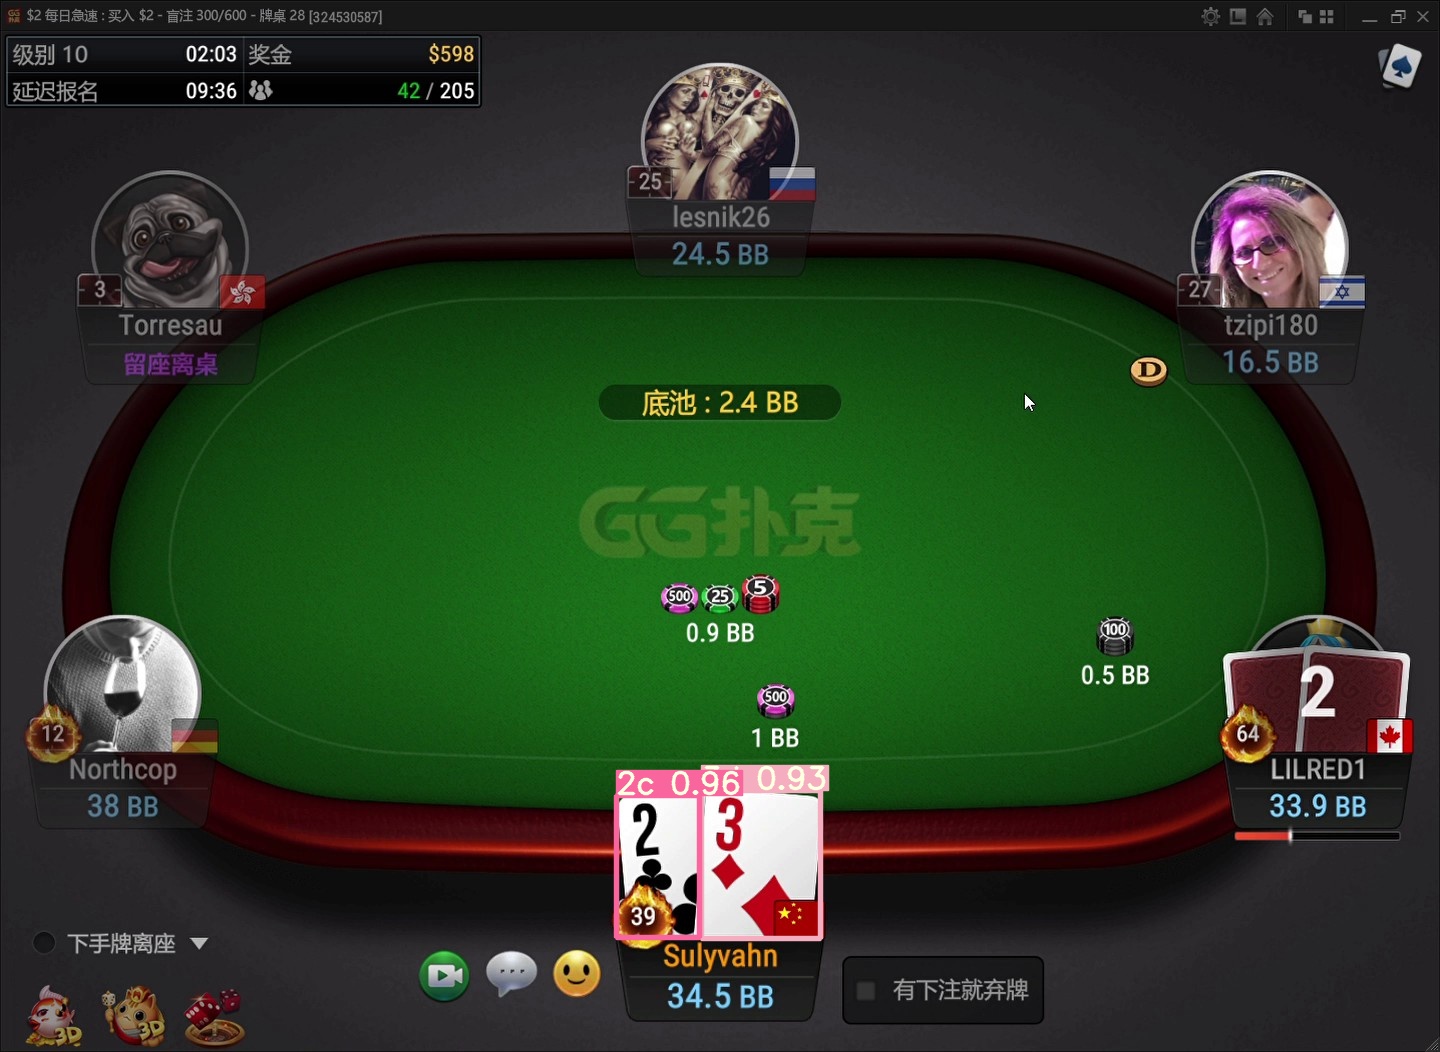 $2 每日急速 : 买入 $2 - 盲注 300/600 - 牌桌 28 [324530587]
级别 10 02:03 奖金 $598
延迟报名 09:36 42 / 205
25
lesnik26
24.5 BB
3
Torresau
留座离桌
27
tzipi180
16.5 BB
D
底池 : 2.4 BB
GG扑克
500 25 5
0.9 BB
100
0.5 BB
500
1 BB
12
Northcop
38 BB
2
64
LILRED1
33.9 BB
2c 0.96 0.93
2 3
39
Sulyvahn
34.5 BB
下手牌离座
有下注就弃牌
3D 3D